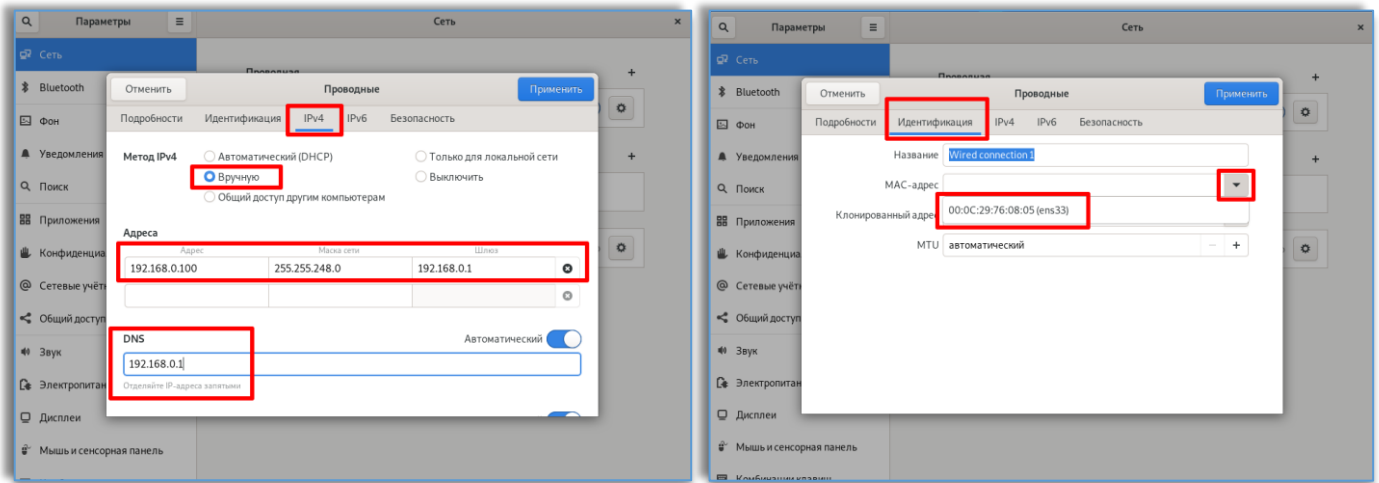 Параметры
Сеть
Сеть
Bluetooth
Фон
Уведомления
Поиск
Приложения
Конфиденциа
Сетевые учётн
Общий доступ
Звук
Электропитан
Дисплеи
Мышь и сенсорная панель
Проводная
Отменить
Проводные
Применить
Подробности
Идентификация
IPv4
IPv6
Безопасность
Метод IPv4
Автоматический (DHCP)
Только для локальной сети
Вручную
Выключить
Общий доступ другим компьютерам
Адреса
Адрес
Маска сети
Шлюз
192.168.0.100
255.255.248.0
192.168.0.1
DNS
Автоматический
192.168.0.1
Отделяйте IP-адреса запятыми
Параметры
Сеть
Сеть
Bluetooth
Фон
Уведомления
Поиск
Приложения
Конфиденциа
Сетевые учётн
Общий доступ
Звук
Электропитан
Дисплеи
Мышь и сенсорная панель
Комбинации клавиш
Проводная
Отменить
Проводные
Применить
Подробности
Идентификация
IPv4
IPv6
Безопасность
Название
Wired connection 1
MAC-адрес
00:0C:29:76:08:05 (ens33)
Клонированный адрес
MTU
автоматический